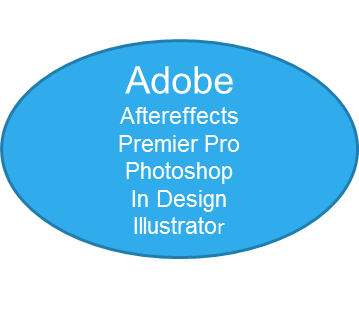 Adobe
Aftereffects
Premier Pro
Photoshop
In Design
Illustrator